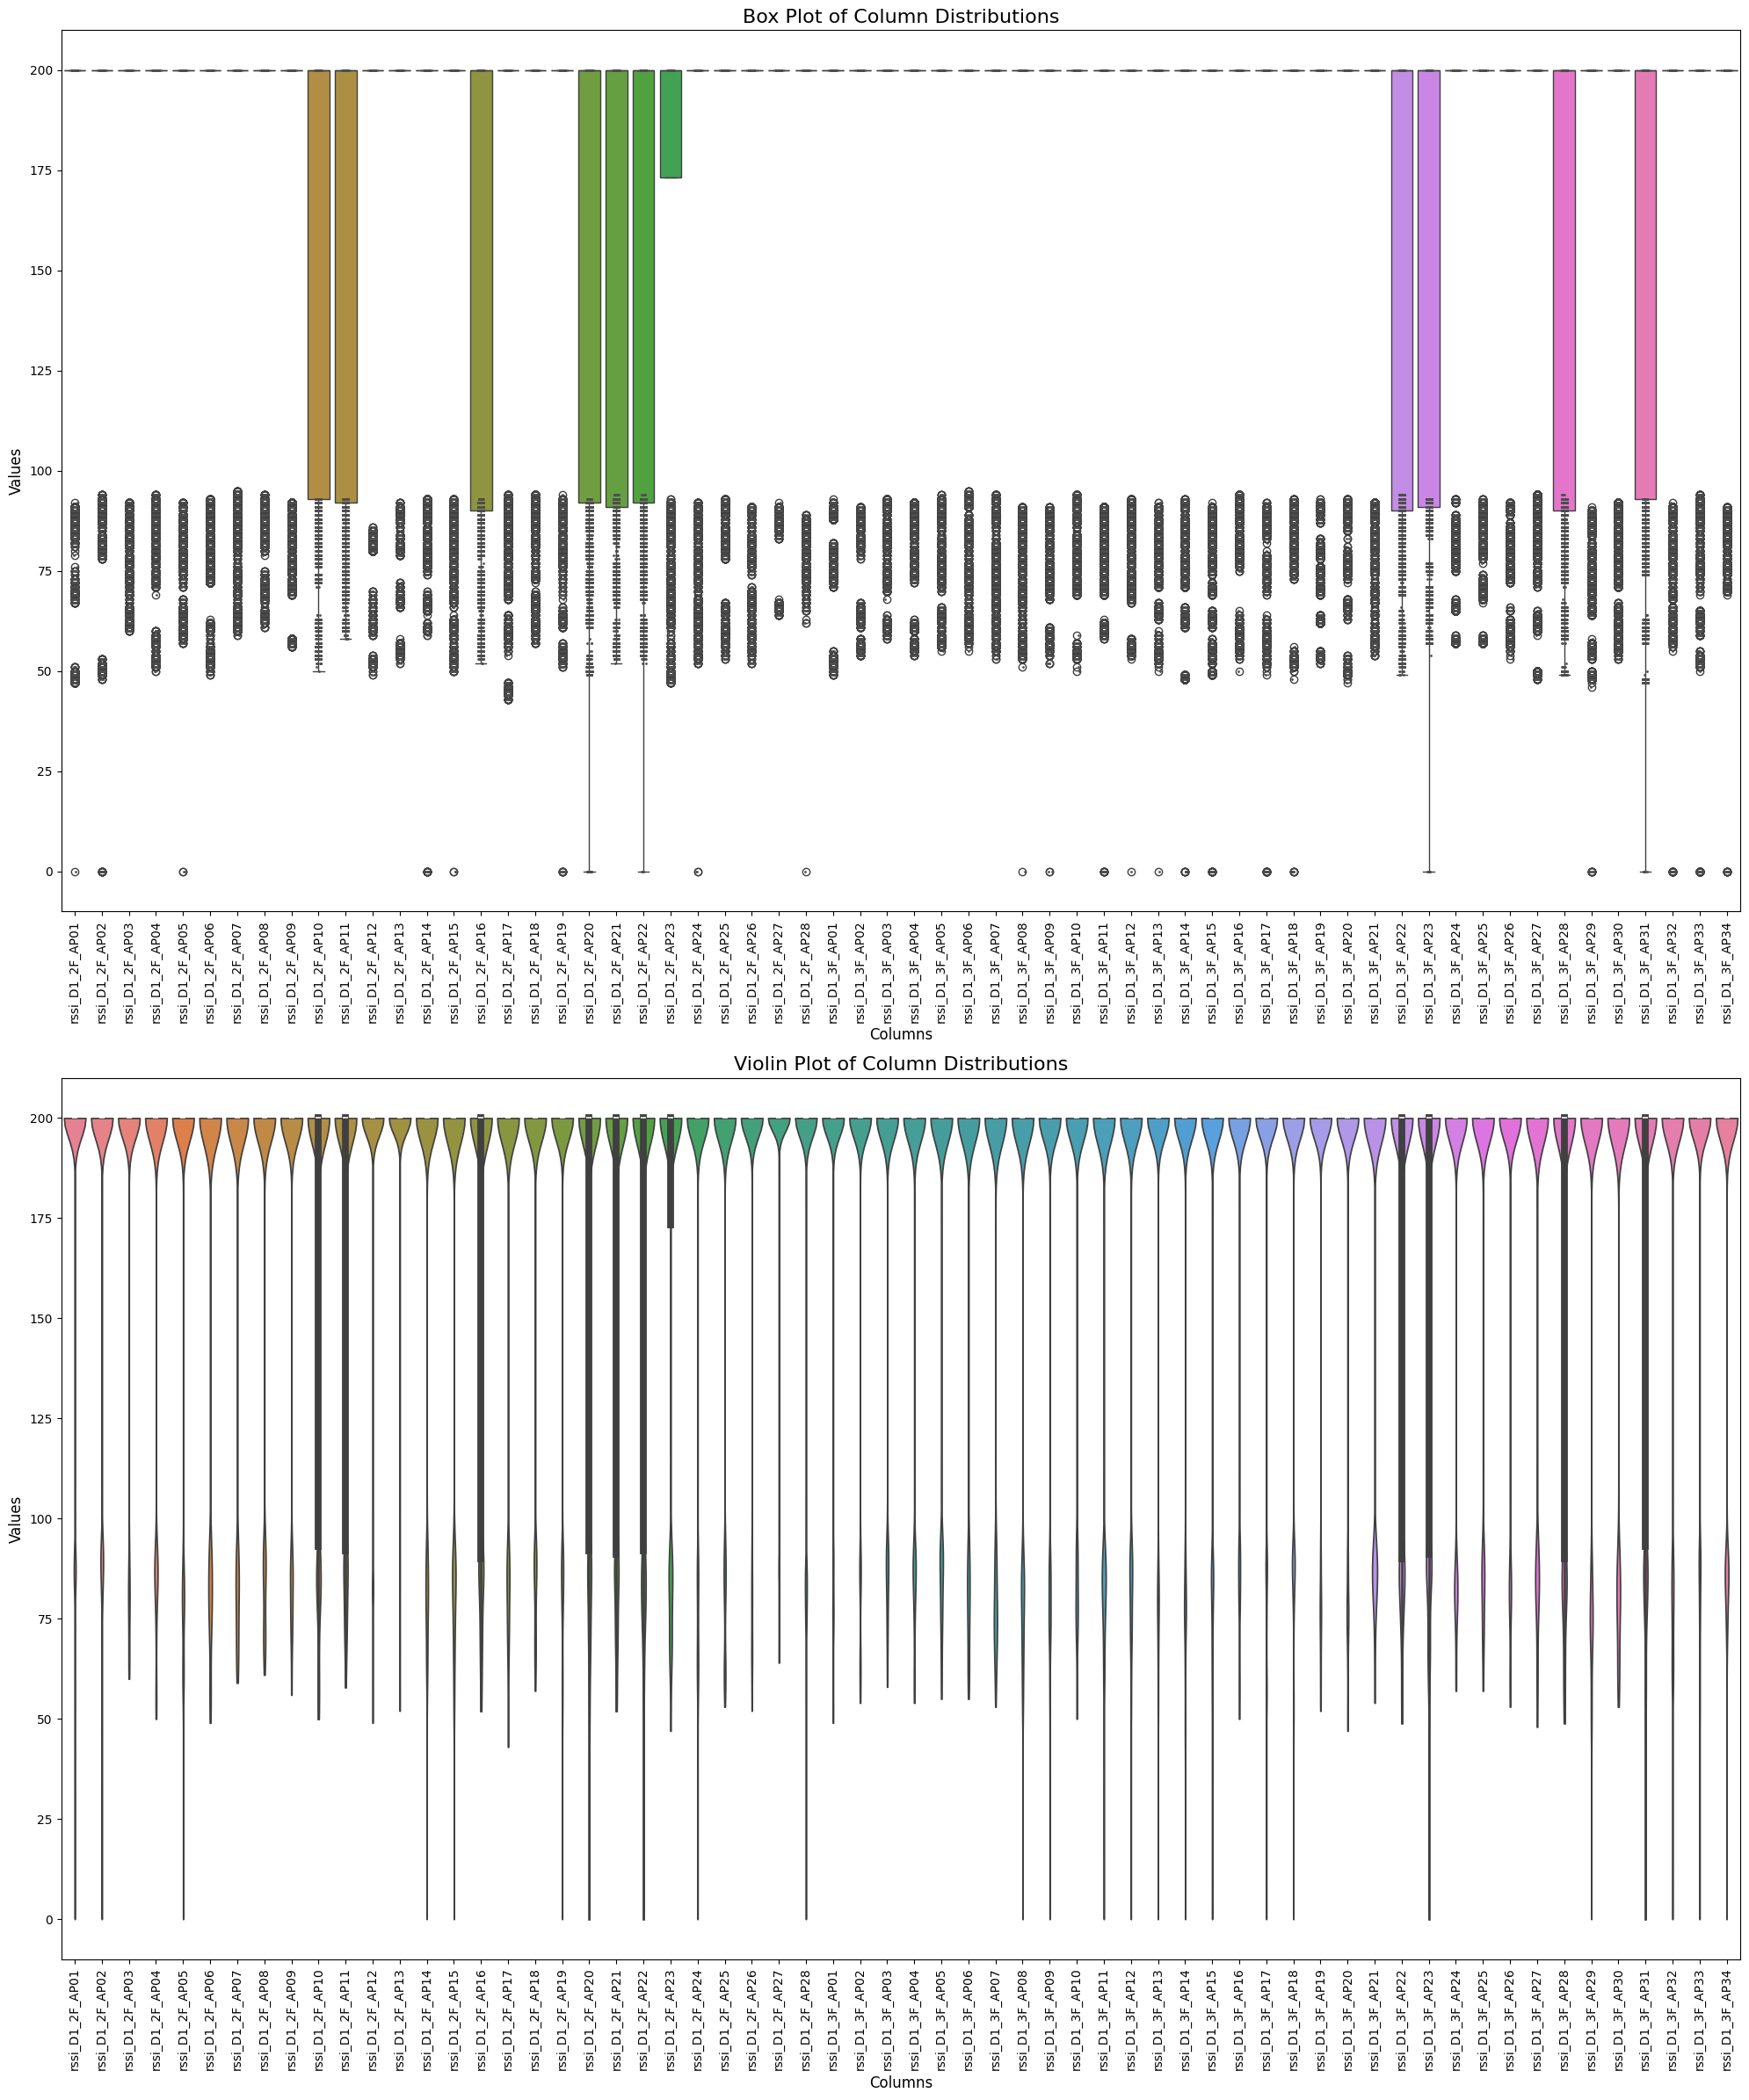 Box Plot of Column Distributions
Values
200
175
150
125
100
75
50
25
0
rssi_D1_2F_AP01
rssi_D1_2F_AP02
rssi_D1_2F_AP03
rssi_D1_2F_AP04
rssi_D1_2F_AP05
rssi_D1_2F_AP06
rssi_D1_2F_AP07
rssi_D1_2F_AP08
rssi_D1_2F_AP09
rssi_D1_2F_AP10
rssi_D1_2F_AP11
rssi_D1_2F_AP12
rssi_D1_2F_AP13
rssi_D1_2F_AP14
rssi_D1_2F_AP15
rssi_D1_2F_AP16
rssi_D1_2F_AP17
rssi_D1_2F_AP18
rssi_D1_2F_AP19
rssi_D1_2F_AP20
rssi_D1_2F_AP21
rssi_D1_2F_AP22
rssi_D1_2F_AP23
rssi_D1_2F_AP24
rssi_D1_2F_AP25
rssi_D1_2F_AP26
rssi_D1_2F_AP27
rssi_D1_2F_AP28
rssi_D1_3F_AP01
rssi_D1_3F_AP02
rssi_D1_3F_AP03
rssi_D1_3F_AP04
rssi_D1_3F_AP05
rssi_D1_3F_AP06
rssi_D1_3F_AP07
rssi_D1_3F_AP08
rssi_D1_3F_AP09
rssi_D1_3F_AP10
rssi_D1_3F_AP11
rssi_D1_3F_AP12
rssi_D1_3F_AP13
rssi_D1_3F_AP14
rssi_D1_3F_AP15
rssi_D1_3F_AP16
rssi_D1_3F_AP17
rssi_D1_3F_AP18
rssi_D1_3F_AP19
rssi_D1_3F_AP20
rssi_D1_3F_AP21
rssi_D1_3F_AP22
rssi_D1_3F_AP23
rssi_D1_3F_AP24
rssi_D1_3F_AP25
rssi_D1_3F_AP26
rssi_D1_3F_AP27
rssi_D1_3F_AP28
rssi_D1_3F_AP29
rssi_D1_3F_AP30
rssi_D1_3F_AP31
rssi_D1_3F_AP32
rssi_D1_3F_AP33
rssi_D1_3F_AP34
Columns
Violin Plot of Column Distributions
Values
200
175
150
125
100
75
50
25
0
rssi_D1_2F_AP01
rssi_D1_2F_AP02
rssi_D1_2F_AP03
rssi_D1_2F_AP04
rssi_D1_2F_AP05
rssi_D1_2F_AP06
rssi_D1_2F_AP07
rssi_D1_2F_AP08
rssi_D1_2F_AP09
rssi_D1_2F_AP10
rssi_D1_2F_AP11
rssi_D1_2F_AP12
rssi_D1_2F_AP13
rssi_D1_2F_AP14
rssi_D1_2F_AP15
rssi_D1_2F_AP16
rssi_D1_2F_AP17
rssi_D1_2F_AP18
rssi_D1_2F_AP19
rssi_D1_2F_AP20
rssi_D1_2F_AP21
rssi_D1_2F_AP22
rssi_D1_2F_AP23
rssi_D1_2F_AP24
rssi_D1_2F_AP25
rssi_D1_2F_AP26
rssi_D1_2F_AP27
rssi_D1_2F_AP28
rssi_D1_3F_AP01
rssi_D1_3F_AP02
rssi_D1_3F_AP03
rssi_D1_3F_AP04
rssi_D1_3F_AP05
rssi_D1_3F_AP06
rssi_D1_3F_AP07
rssi_D1_3F_AP08
rssi_D1_3F_AP09
rssi_D1_3F_AP10
rssi_D1_3F_AP11
rssi_D1_3F_AP12
rssi_D1_3F_AP13
rssi_D1_3F_AP14
rssi_D1_3F_AP15
rssi_D1_3F_AP16
rssi_D1_3F_AP17
rssi_D1_3F_AP18
rssi_D1_3F_AP19
rssi_D1_3F_AP20
rssi_D1_3F_AP21
rssi_D1_3F_AP22
rssi_D1_3F_AP23
rssi_D1_3F_AP24
rssi_D1_3F_AP25
rssi_D1_3F_AP26
rssi_D1_3F_AP27
rssi_D1_3F_AP28
rssi_D1_3F_AP29
rssi_D1_3F_AP30
rssi_D1_3F_AP31
rssi_D1_3F_AP32
rssi_D1_3F_AP33
rssi_D1_3F_AP34
Columns